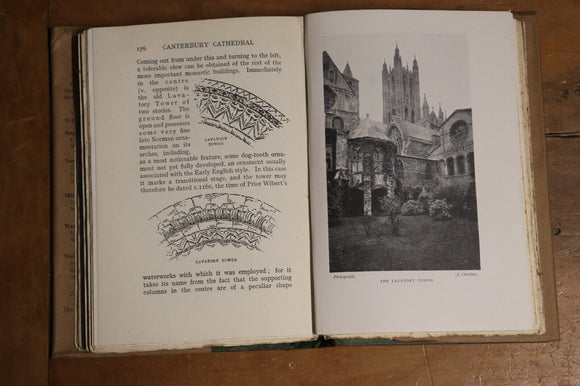 176 CANTERBURY CATHEDRAL
Coming out from under this and turning to the left,
a tolerable view can be obtained of the rest of the
more important monastic buildings. Immediately
in the centre
(v. opposite) is
the old Lava-
tory Tower of
two stories. The
ground floor is
open and possesses
some very fine
late Norman orna-
mentation on its
arches, including,
LAVATORY
TOWER
as a most noticeable feature, some dog-tooth orna-
ment not yet fully developed, an ornament usually
associated with the Early English style. In this case
it marks a transitional stage, and the tower may
therefore be dated c.1160, the time of Prior Wibert's
LAVATORY TOWER
waterworks with which it was employed; for it
takes its name from the fact that the supporting
columns in the centre are of a peculiar shape
Photograph] [J. Charlton.
THE LAVATORY TOWER